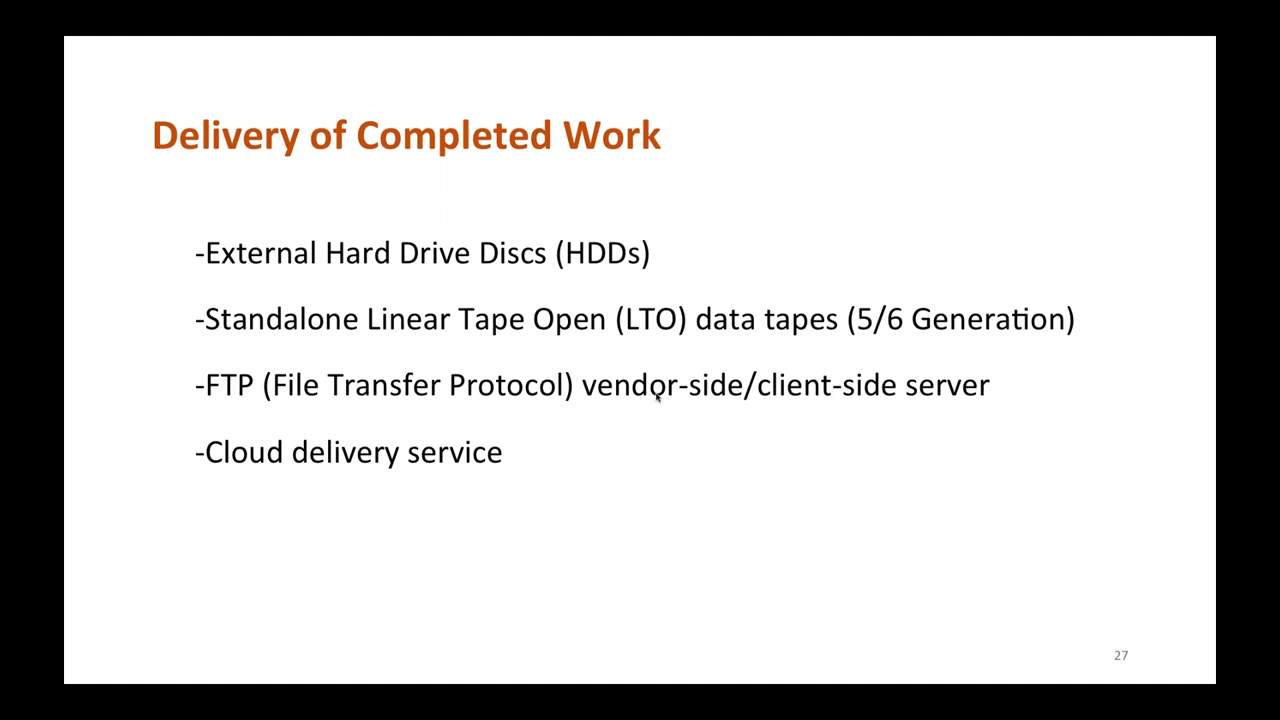 Delivery of Completed Work
-External Hard Drive Discs (HDDs)
-Standalone Linear Tape Open (LTO) data tapes (5/6 Generation)
-FTP (File Transfer Protocol) vendor-side/client-side server
-Cloud delivery service
27